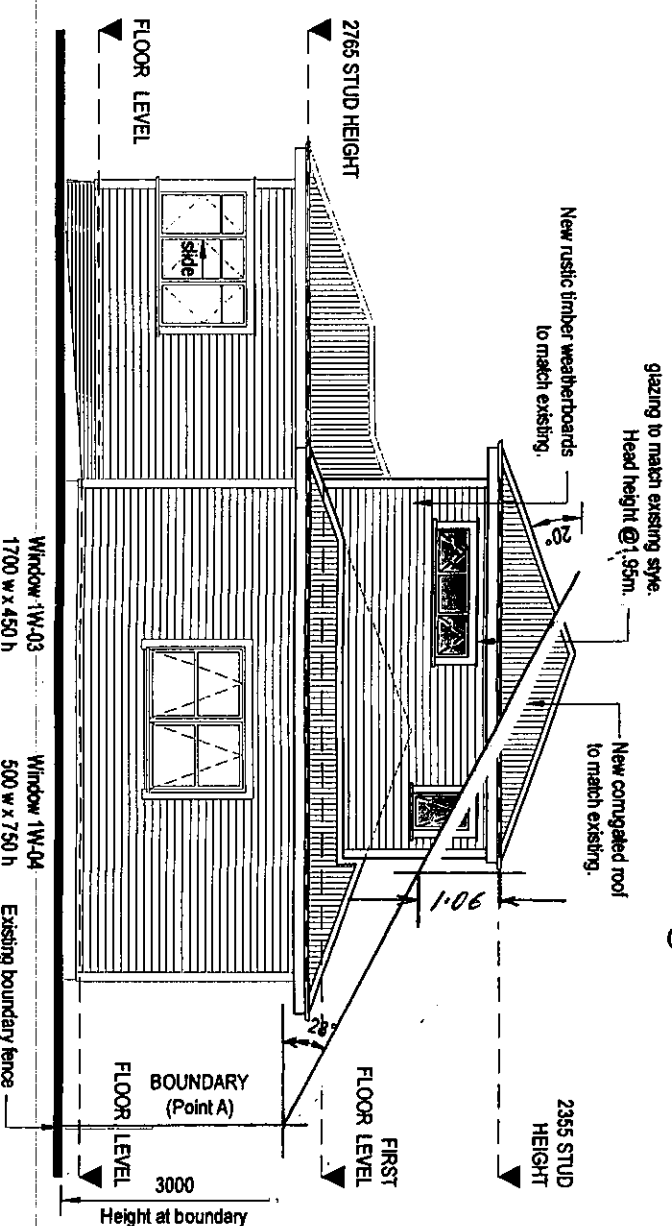 glazing to match existing style.
Head height @1.95m.
New rustic timber weatherboards
to match existing.
20°
New corrugated roof
to match existing.
2765 STUD HEIGHT
FLOOR LEVEL
slide
1.06
28°
2355 STUD
HEIGHT
FIRST
FLOOR LEVEL
BOUNDARY
(Point A)
FLOOR LEVEL
3000
Height at boundary
Window 1W-03
1700 w x 450 h
Window 1W-04
500 w x 750 h
Existing boundary fence